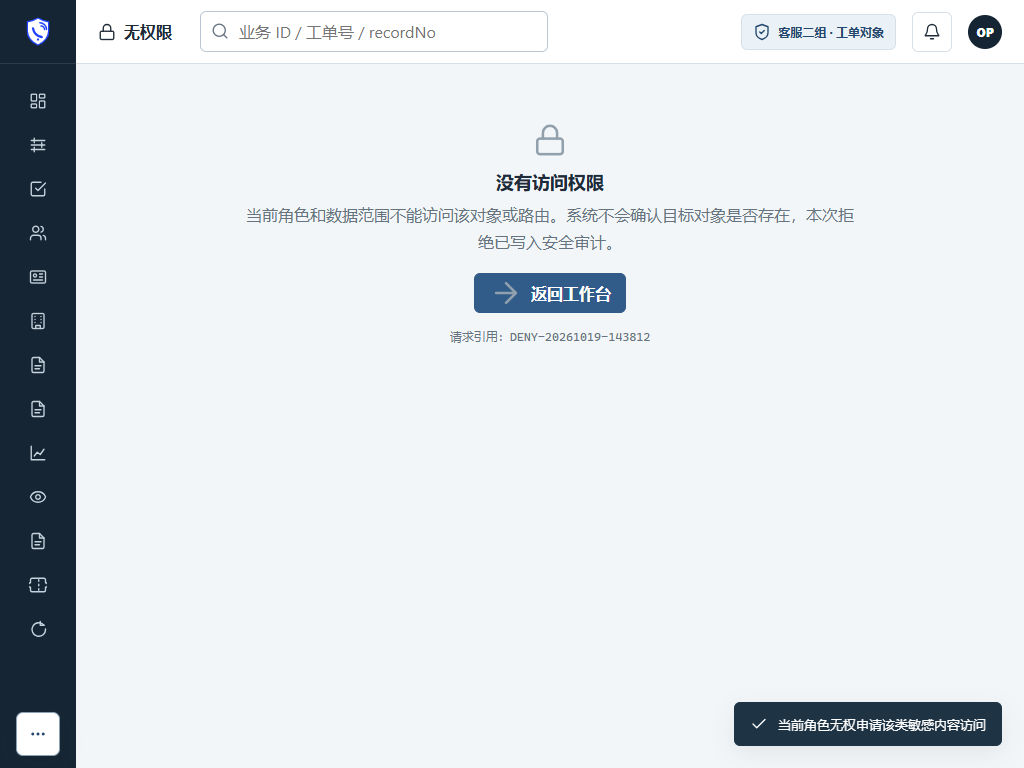 无权限
业务 ID / 工单号 / recordNo
客服二组 · 工单对象
OP
没有访问权限
当前角色和数据范围不能访问该对象或路由。系统不会确认目标对象是否存在，本次拒
绝已写入安全审计。
返回工作台
请求引用：DENY-20261019-143812
当前角色无权申请该类敏感内容访问